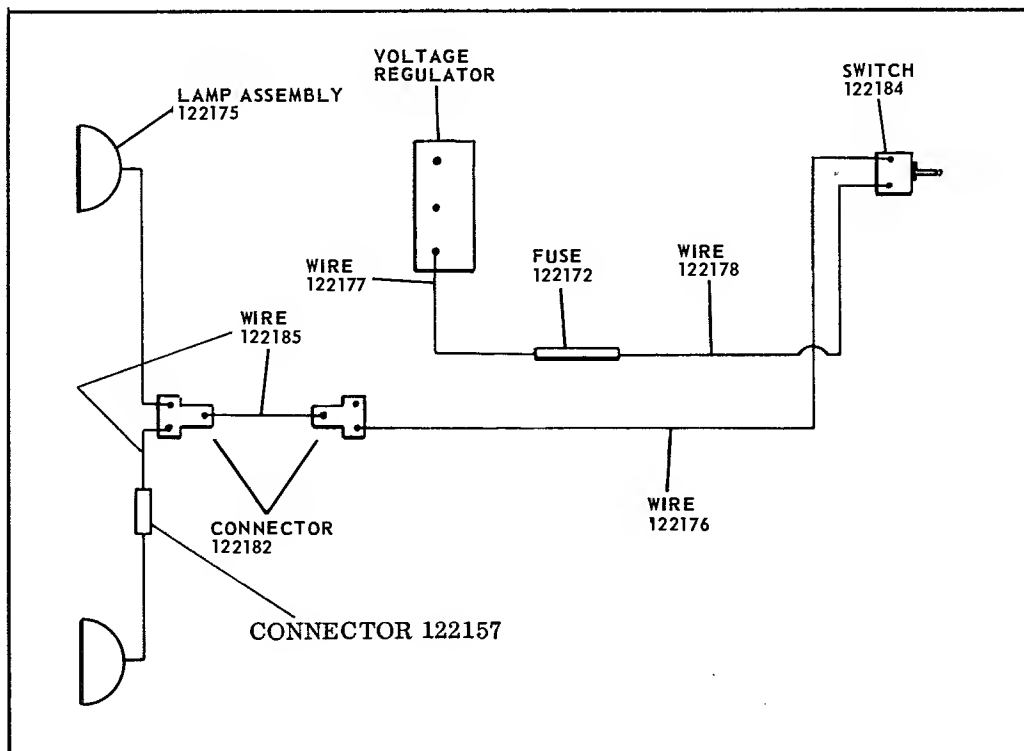 VOLTAGE
REGULATOR
SWITCH
122184
LAMP ASSEMBLY
122175
WIRE
122177
FUSE
122172
WIRE
122178
WIRE
122185
WIRE
122176
CONNECTOR
122182
CONNECTOR 122157